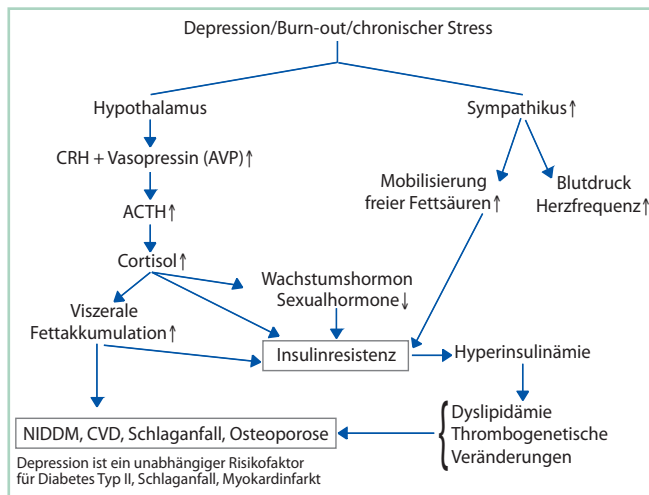 Depression/Burn-out/chronischer Stress
Hypothalamus
Sympathikus↑
CRH + Vasopressin (AVP)↑
Mobilisierung
freier Fettsäuren↑
Blutdruck
Herzfrequenz↑
ACTH↑
Cortisol↑
Wachstumshormon
Sexualhormone↓
Viszerale
Fettakkumulation↑
Insulinresistenz
Hyperinsulinämie
Dyslipidämie
Thrombogenetische
Veränderungen
NIDDM, CVD, Schlaganfall, Osteoporose
Depression ist ein unabhängiger Risikofaktor
für Diabetes Typ II, Schlaganfall, Myokardinfarkt